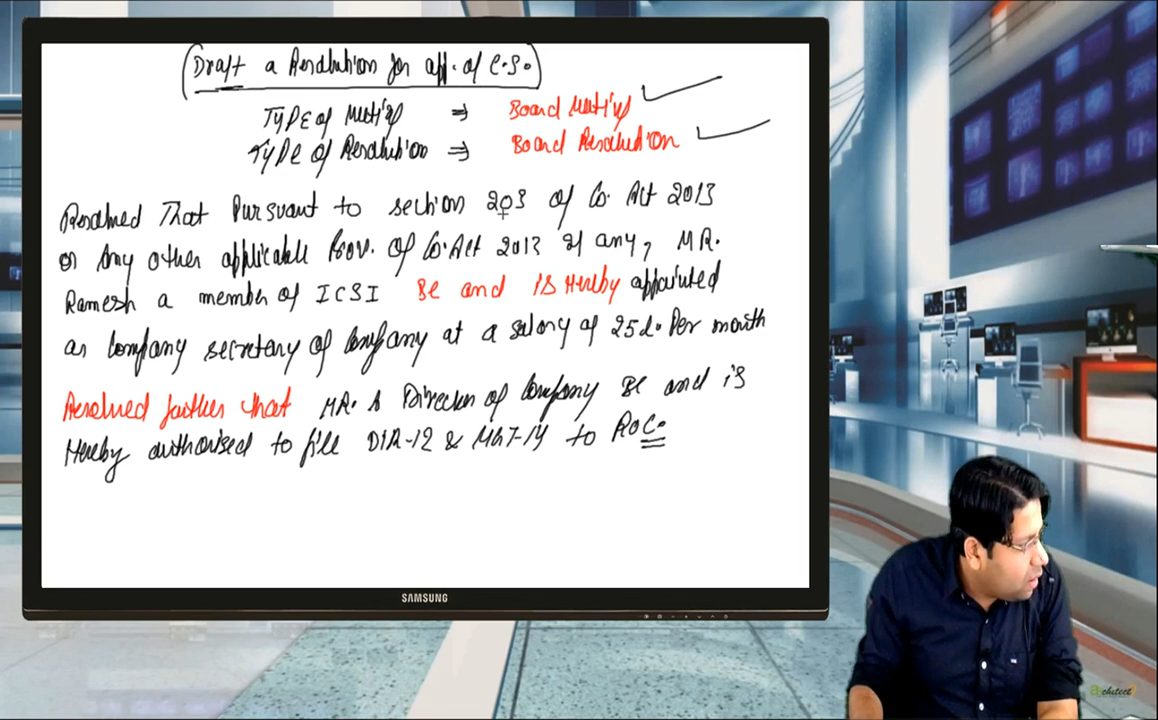 Draft a Resolution for app. of C.S.
TYPE of Meeting ⇒ Board Meeting
TYPE of Resolution ⇒ Board Resolution
Resolved That Pursuant to section 203 of Co. Act 2013
or Any other applicable Prov. of Co. Act 2013 if any, MR.
Ramesh a member of ICSI Be and is Hereby appointed
as Company secretary of Company at a salary of 25L. Per month
Resolved further that MR. A Director of Company Be and is
Hereby authorised to file DIR-12 & MGT-14 to ROC.
SAMSUNG